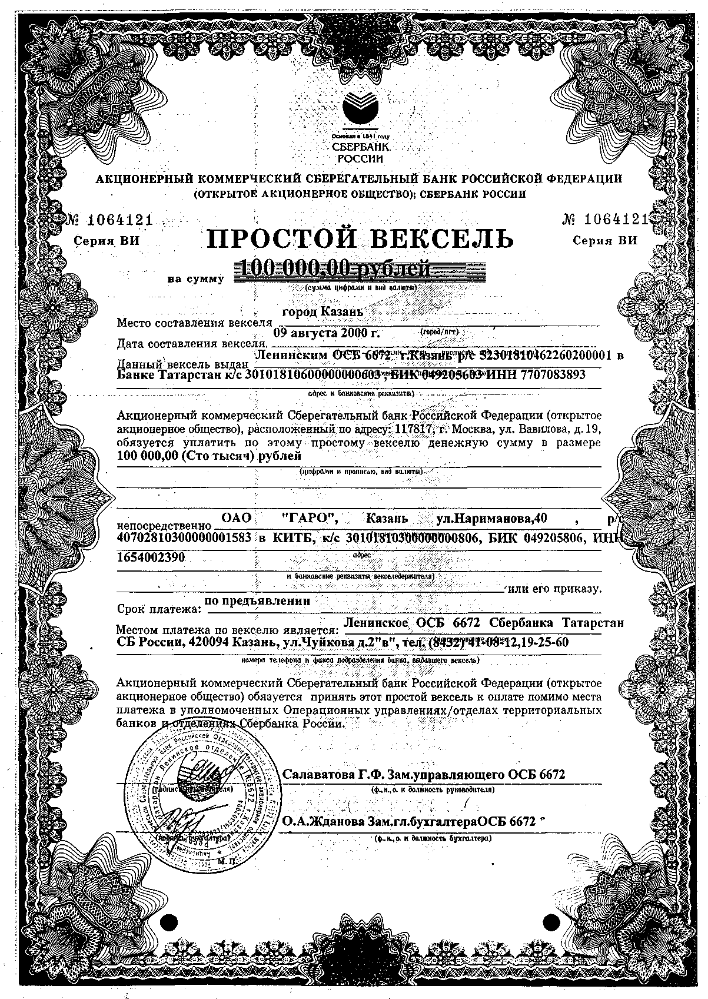 Основан в 1841 году
СБЕРБАНК
РОССИИ
АКЦИОНЕРНЫЙ КОММЕРЧЕСКИЙ СБЕРЕГАТЕЛЬНЫЙ БАНК РОССИЙСКОЙ ФЕДЕРАЦИИ
(ОТКРЫТОЕ АКЦИОНЕРНОЕ ОБЩЕСТВО); СБЕРБАНК РОССИИ
№ 1064121 № 1064121
Серия ВИ ПРОСТОЙ ВЕКСЕЛЬ Серия ВИ
на сумму 100 000,00 рублей
(сумма цифрами и вид валюты)
город Казань
Место составления векселя
09 августа 2000 г. (город/пгт)
Дата составления векселя
Ленинским ОСБ 6672 г.Казань р/с 52301810462260200001 в
Данный вексель выдан
Банке Татарстан к/с 30101810600000000603, БИК 049205603 ИНН 7707083893
адрес и банковские реквизиты)
Акционерный коммерческий Сберегательный банк Российской Федерации (открытое
акционерное общество), расположенный по адресу: 117817, г. Москва, ул. Вавилова, д. 19,
обязуется уплатить по этому простому векселю денежную сумму в размере
100 000,00 (Сто тысяч) рублей
(цифрами и прописью, вид валюты)
ОАО "ГАРО", Казань ул.Нариманова,40 , р/с
непосредственно
40702810300000001583 в КИТБ, к/с 30101810300000000806, БИК 049205806, ИНН
1654002390 адрес
и банковские реквизиты векселедержателя)
или его приказу.
по предъявлении
Срок платежа:
Ленинское ОСБ 6672 Сбербанка Татарстан
Местом платежа по векселю является:
СБ России, 420094 Казань, ул.Чуйкова д.2"в", тел. (8432) 41-08-12,19-25-60
номера телефона и факса подразделения банка, выдавшего вексель)
Акционерный коммерческий Сберегательный банк Российской Федерации (открытое
акционерное общество) обязуется принять этот простой вексель к оплате помимо места
платежа в уполномоченных Операционных управлениях/отделах территориальных
банков и отделениях Сбербанка России.
Ленинское отделение №6672
Салаватова Г.Ф. Зам.управляющего ОСБ 6672
(подпись руководителя) (ф., и., о. и должность руководителя)
О.А.Жданова Зам.гл.бухгалтераОСБ 6672
(подпись бухгалтера) (ф., и., о. и должность бухгалтера)
М. П.